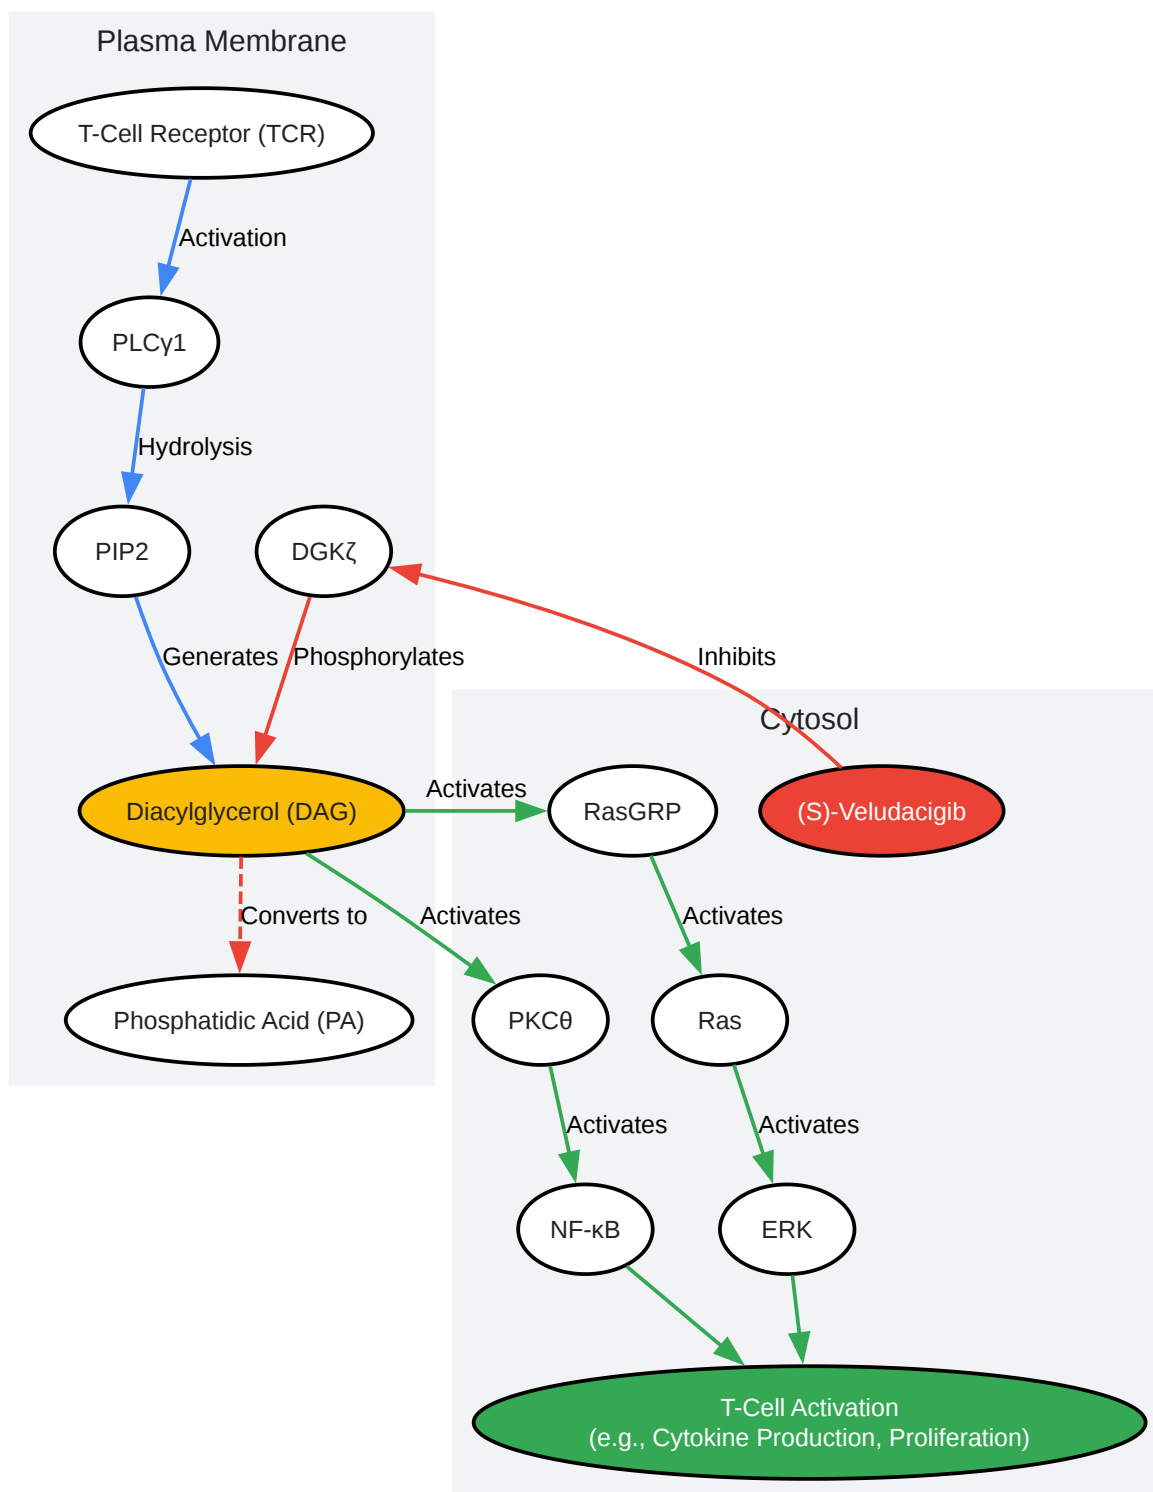 Plasma Membrane
T-Cell Receptor (TCR)
Activation
PLCγ1
Hydrolysis
PIP2
DGKζ
Generates
Phosphorylates
Inhibits
Cytosol
Diacylglycerol (DAG)
Activates
RasGRP
(S)-Veludacigib
Converts to
Activates
Activates
Phosphatidic Acid (PA)
PKCθ
Ras
Activates
Activates
NF-κB
ERK
T-Cell Activation
(e.g., Cytokine Production, Proliferation)